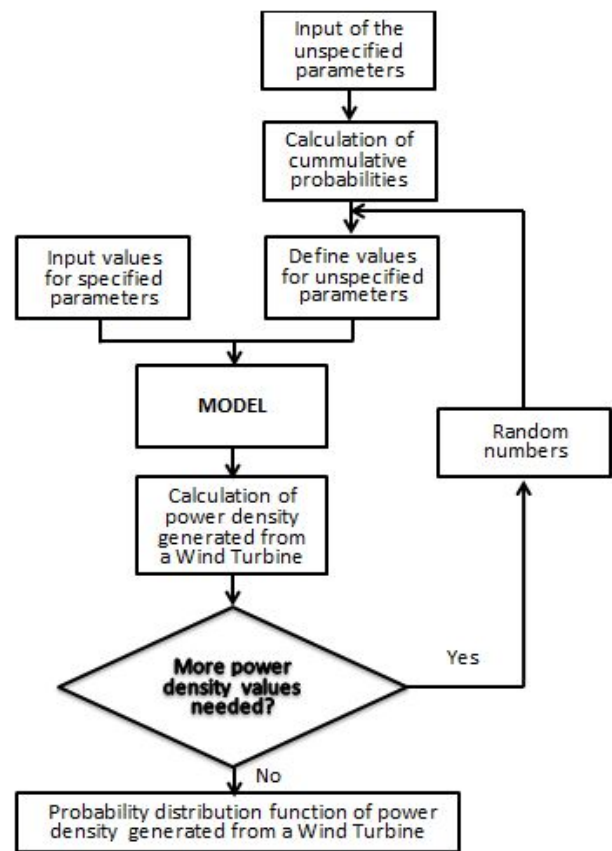 Input of the
unspecified
parameters
Calculation of
cummulative
probabilities
Input values
for specified
parameters
Define values
for unspecified
parameters
MODEL
Random
numbers
Calculation of
power density
generated from
a Wind Turbine
More power
density values
needed?
Yes
No
Probability distribution function of power
density generated from a Wind Turbine